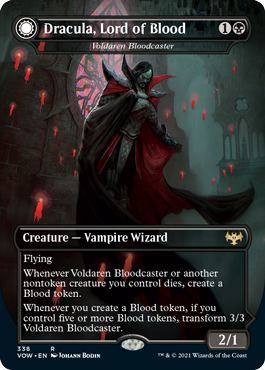 Dracula, Lord of Blood 1
Voldaren Bloodcaster
Creature — Vampire Wizard
Flying
Whenever Voldaren Bloodcaster or another
nontoken creature you control dies, create a
Blood token.
Whenever you create a Blood token, if you
control five or more Blood tokens, transform 3/3
Voldaren Bloodcaster.
2/1
338 R
VOW • EN JOHANN BODIN ™ & © 2021 Wizards of the Coast